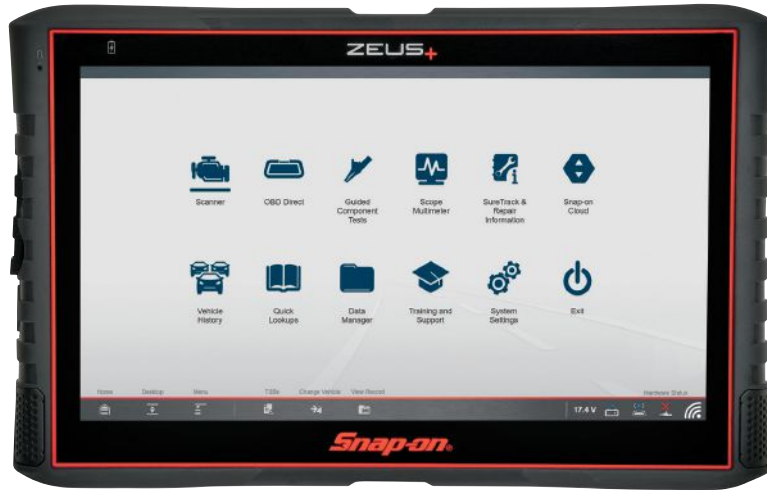 ZEUS+
Scanner
OBD Direct
Guided
Component
Tests
Scope
Multimeter
SureTrack &
Repair
Information
Snap-on
Cloud
Vehicle
History
Quick
Lookups
Data
Manager
Training and
Support
System
Settings
Exit
Home
Desktop
Menu
TSBs
Change Vehicle
View Record
Hardware Status
17.4 V
Snap-on